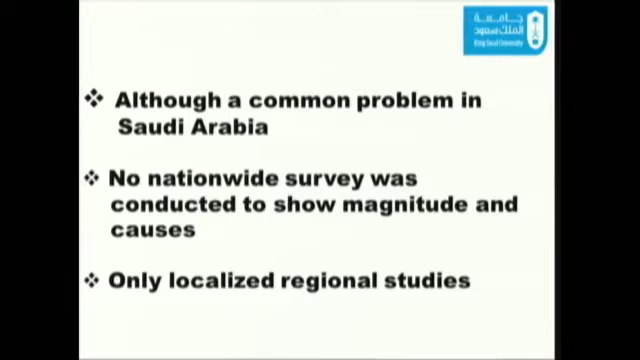 جامعة
الملك سعود
King Saud University
Although a common problem in
Saudi Arabia
No nationwide survey was
conducted to show magnitude and
causes
Only localized regional studies